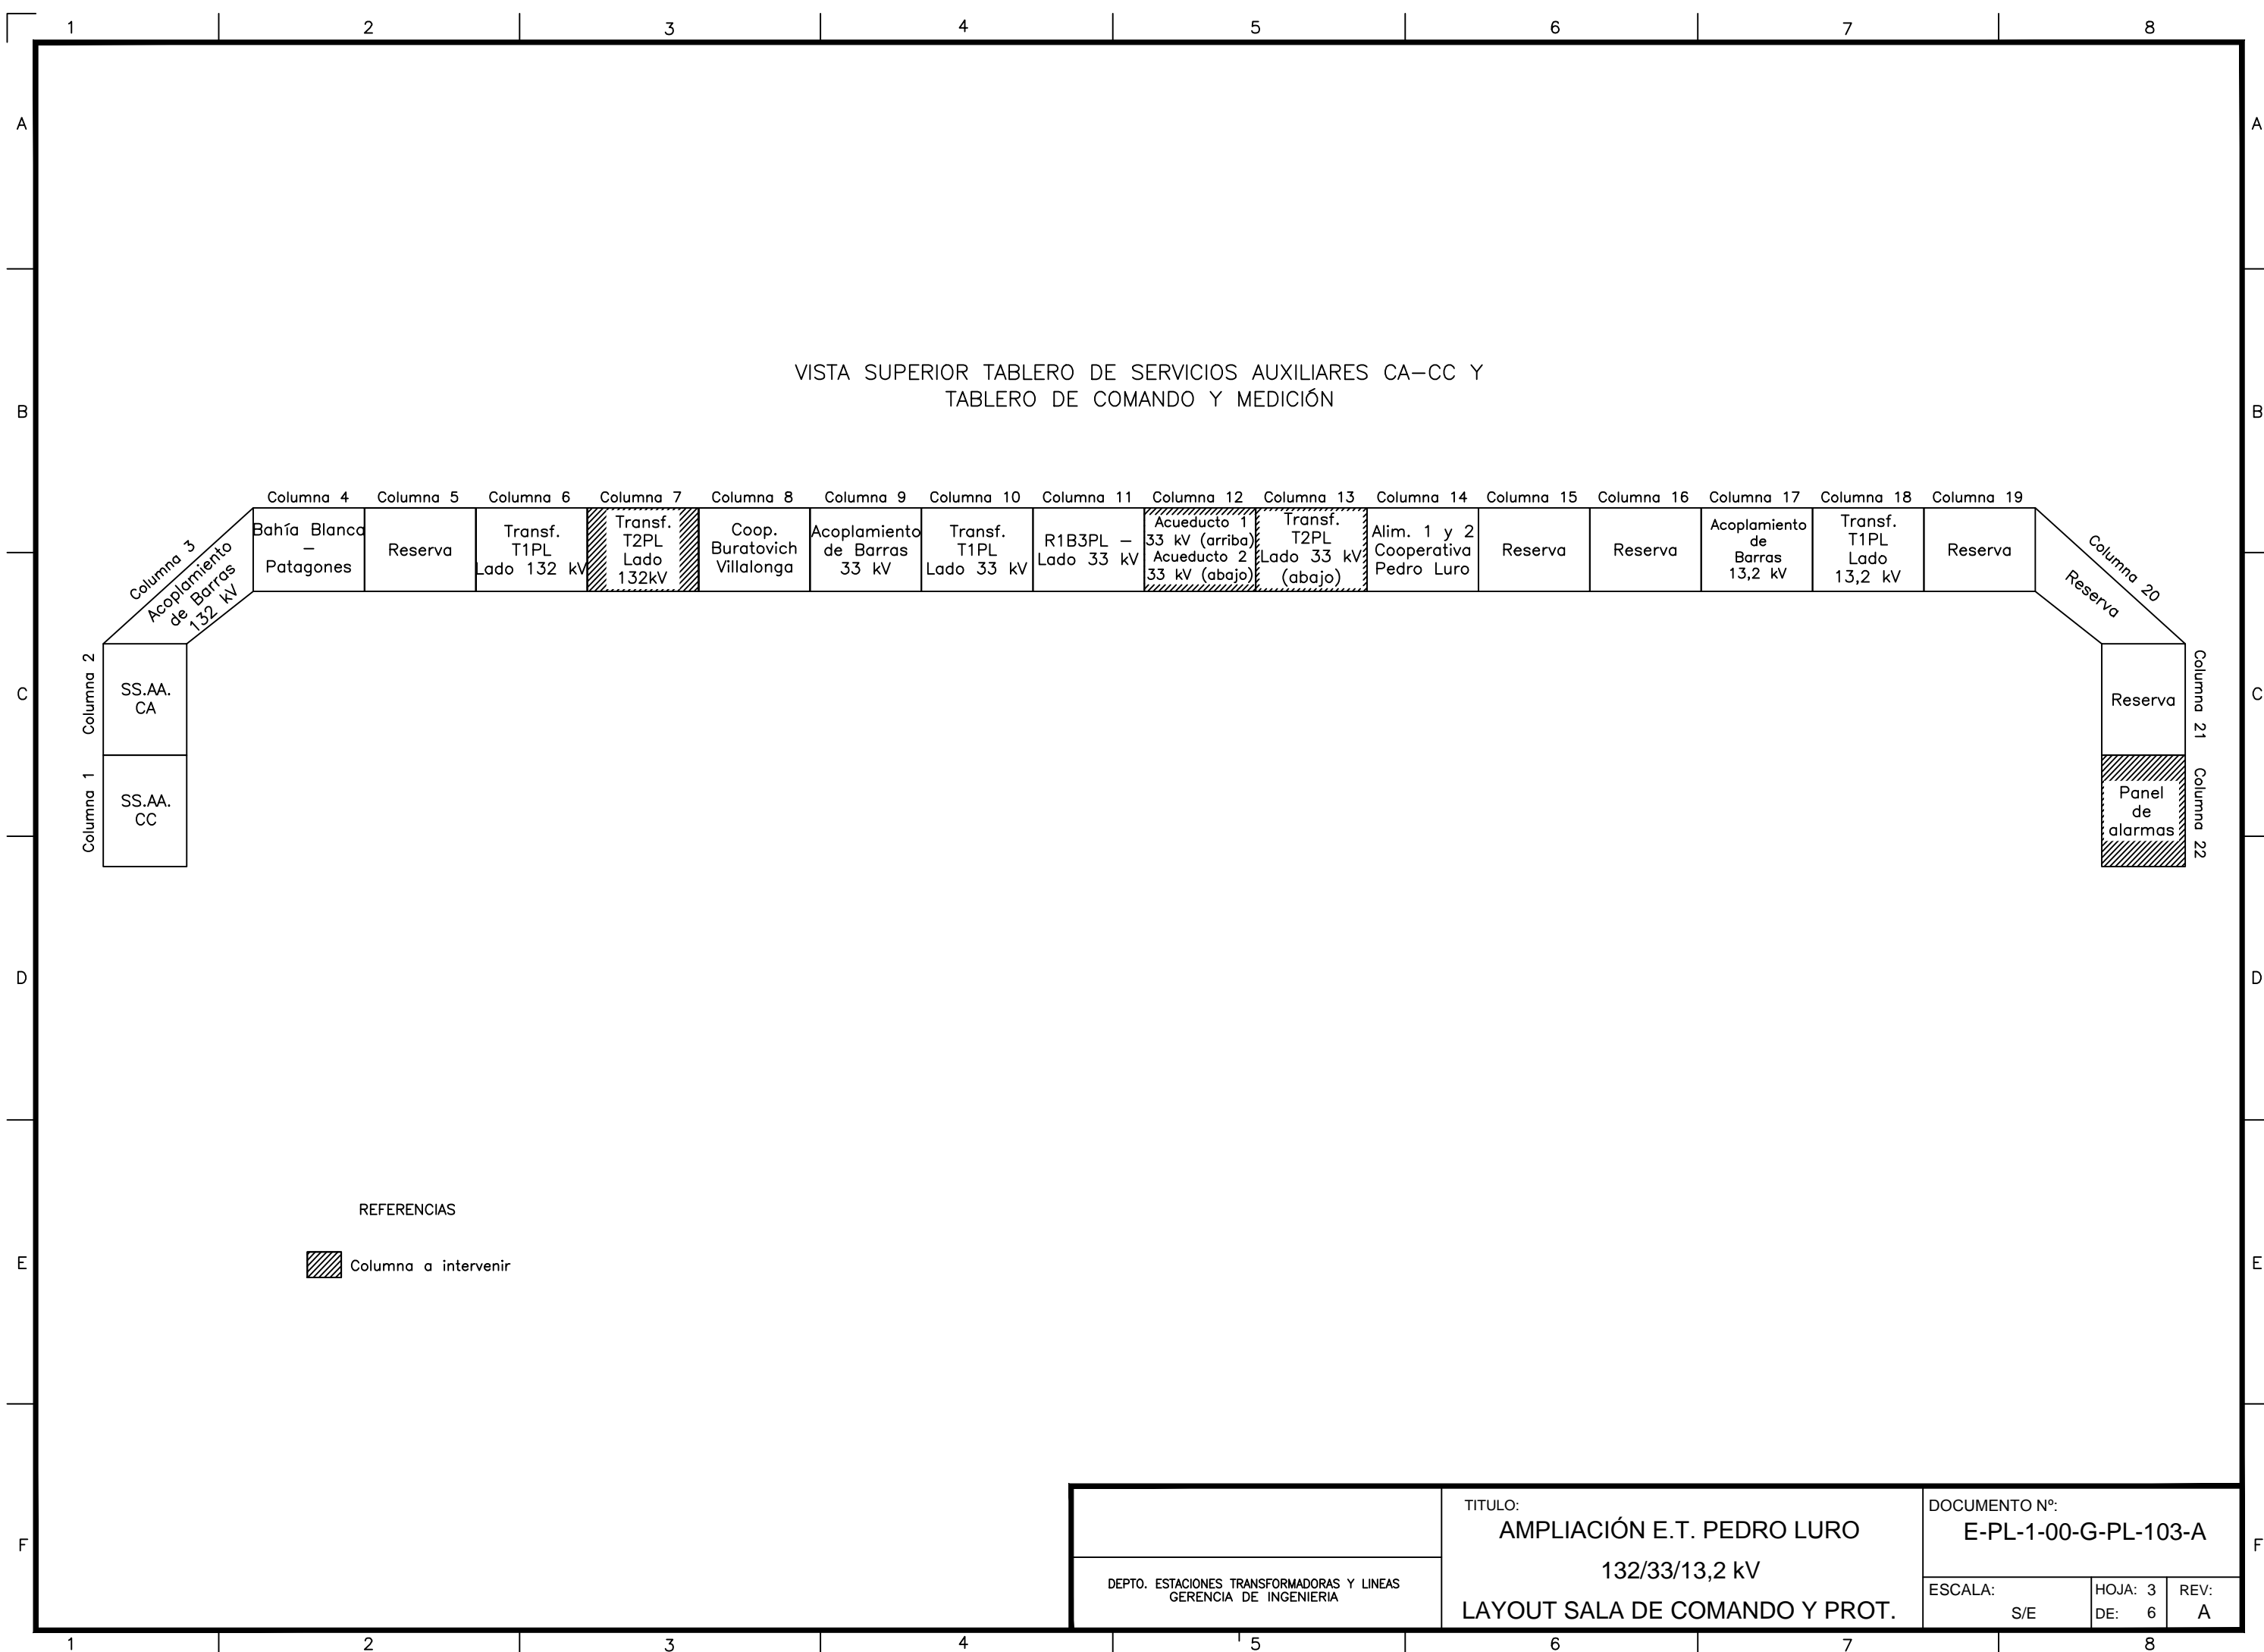 1 2 3 4 5 6 7 8
A A
VISTA SUPERIOR TABLERO DE SERVICIOS AUXILIARES CA-CC Y
TABLERO DE COMANDO Y MEDICIÓN
B B
Columna 1
SS.AA.
CC
Columna 2
SS.AA.
CA
Columna 3
Acoplamiento
de Barras
132 kV
Columna 4
Bahía Blanca
-
Patagones
Columna 5
Reserva
Columna 6
Transf.
T1PL
Lado 132 kV
Columna 7
Transf.
T2PL
Lado
132kV
Columna 8
Coop.
Buratovich
Villalonga
Columna 9
Acoplamiento
de Barras
33 kV
Columna 10
Transf.
T1PL
Lado 33 kV
Columna 11
R1B3PL -
Lado 33 kV
Columna 12
Acueducto 1
33 kV (arriba)
Acueducto 2
33 kV (abajo)
Columna 13
Transf.
T2PL
Lado 33 kV
(abajo)
Columna 14
Alim. 1 y 2
Cooperativa
Pedro Luro
Columna 15
Reserva
Columna 16
Reserva
Columna 17
Acoplamiento
de
Barras
13,2 kV
Columna 18
Transf.
T1PL
Lado
13,2 kV
Columna 19
Reserva
Columna 20
Reserva
Columna 21
Reserva
Columna 22
Panel
de
alarmas
C C
D D
REFERENCIAS
Columna a intervenir
E E
F F
DEPTO. ESTACIONES TRANSFORMADORAS Y LINEAS
GERENCIA DE INGENIERIA
TITULO:
AMPLIACIÓN E.T. PEDRO LURO
132/33/13,2 kV
LAYOUT SALA DE COMANDO Y PROT.
DOCUMENTO Nº:
E-PL-1-00-G-PL-103-A
ESCALA:
S/E
HOJA: 3
DE: 6
REV:
A
1 2 3 4 5 6 7 8